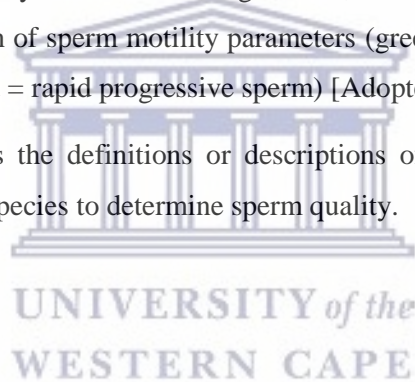 n of sperm motility parameters (gree
= rapid progressive sperm) [Adopte
s the definitions or descriptions o
pecies to determine sperm quality.
UNIVERSITY of the
WESTERN CAPE